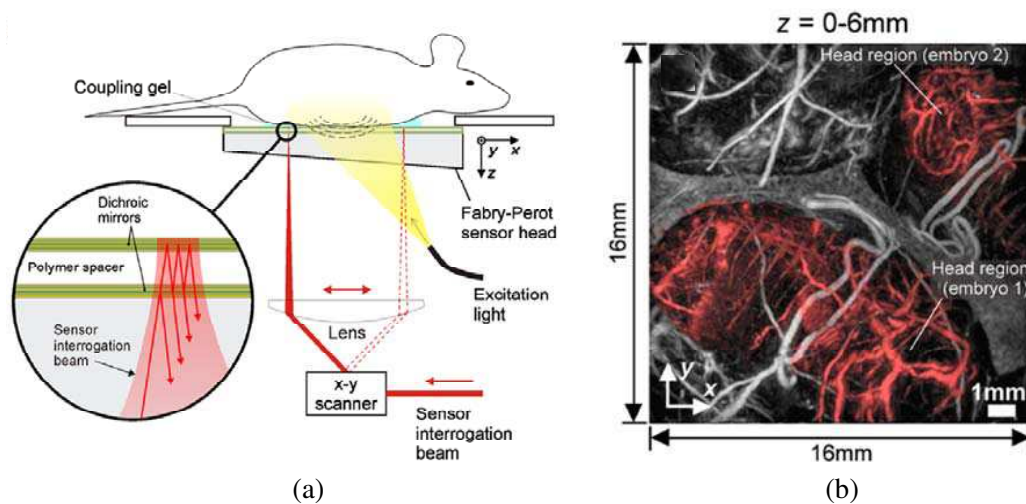 Coupling gel
y
x
z
Fabry-Perot
sensor head
Dichroic
mirrors
Polymer spacer
Sensor
interrogation
beam
Lens
Excitation
light
x-y
scanner
Sensor
interrogation
beam
(a)
z = 0-6mm
Head region
(embryo 2)
16mm
Head region
(embryo 1)
y
x
1mm
16mm
(b)